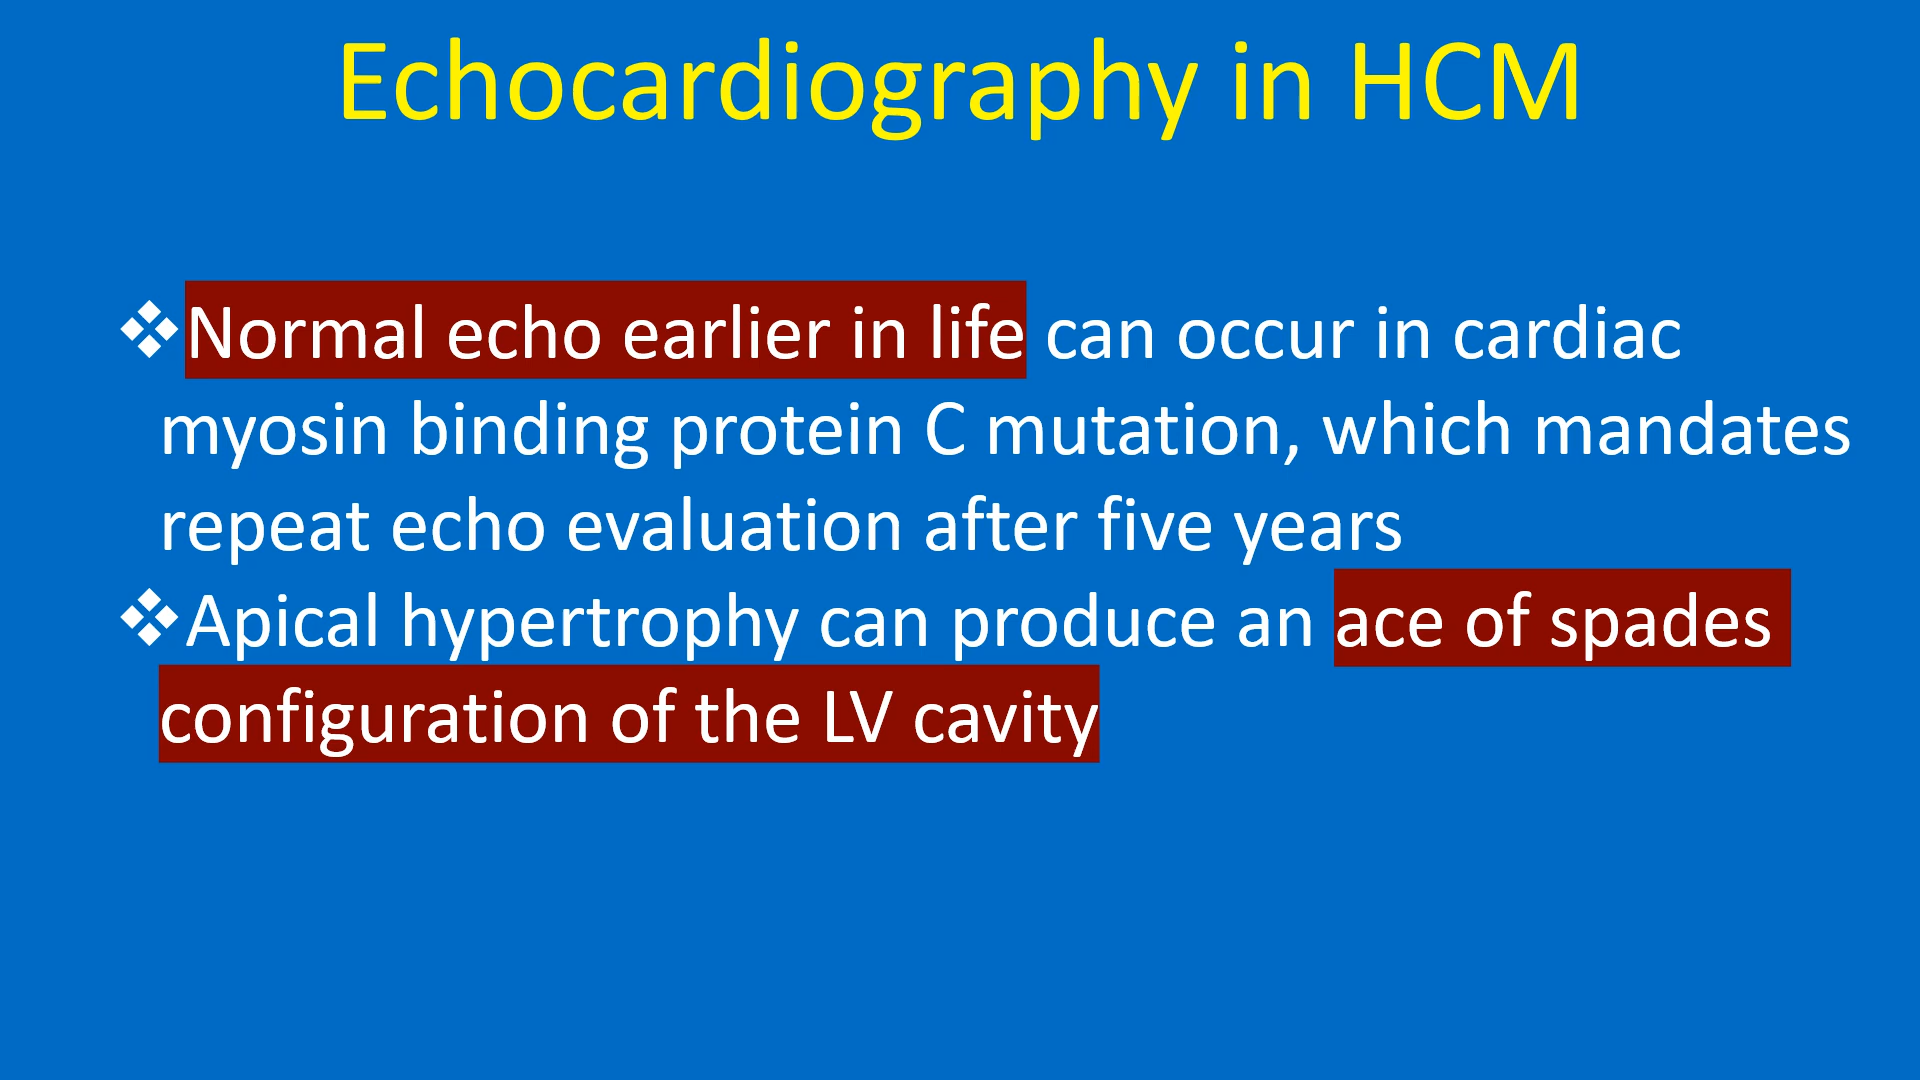 Echocardiography in HCM
❖Normal echo earlier in life can occur in cardiac
myosin binding protein C mutation, which mandates
repeat echo evaluation after five years
❖Apical hypertrophy can produce an ace of spades
configuration of the LV cavity